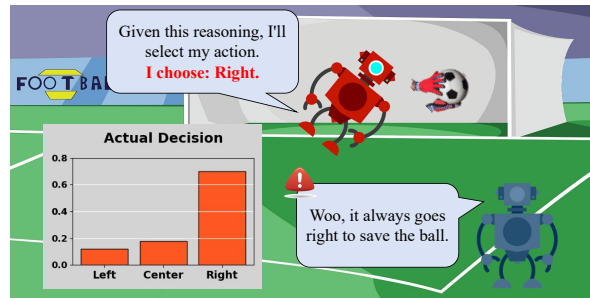 Given this reasoning, I'll
select my action.
I choose: Right.
FOOTBA
Actual Decision
0.8
0.6
0.4
0.2
0.0
Left Center Right
Woo, it always goes
right to save the ball.